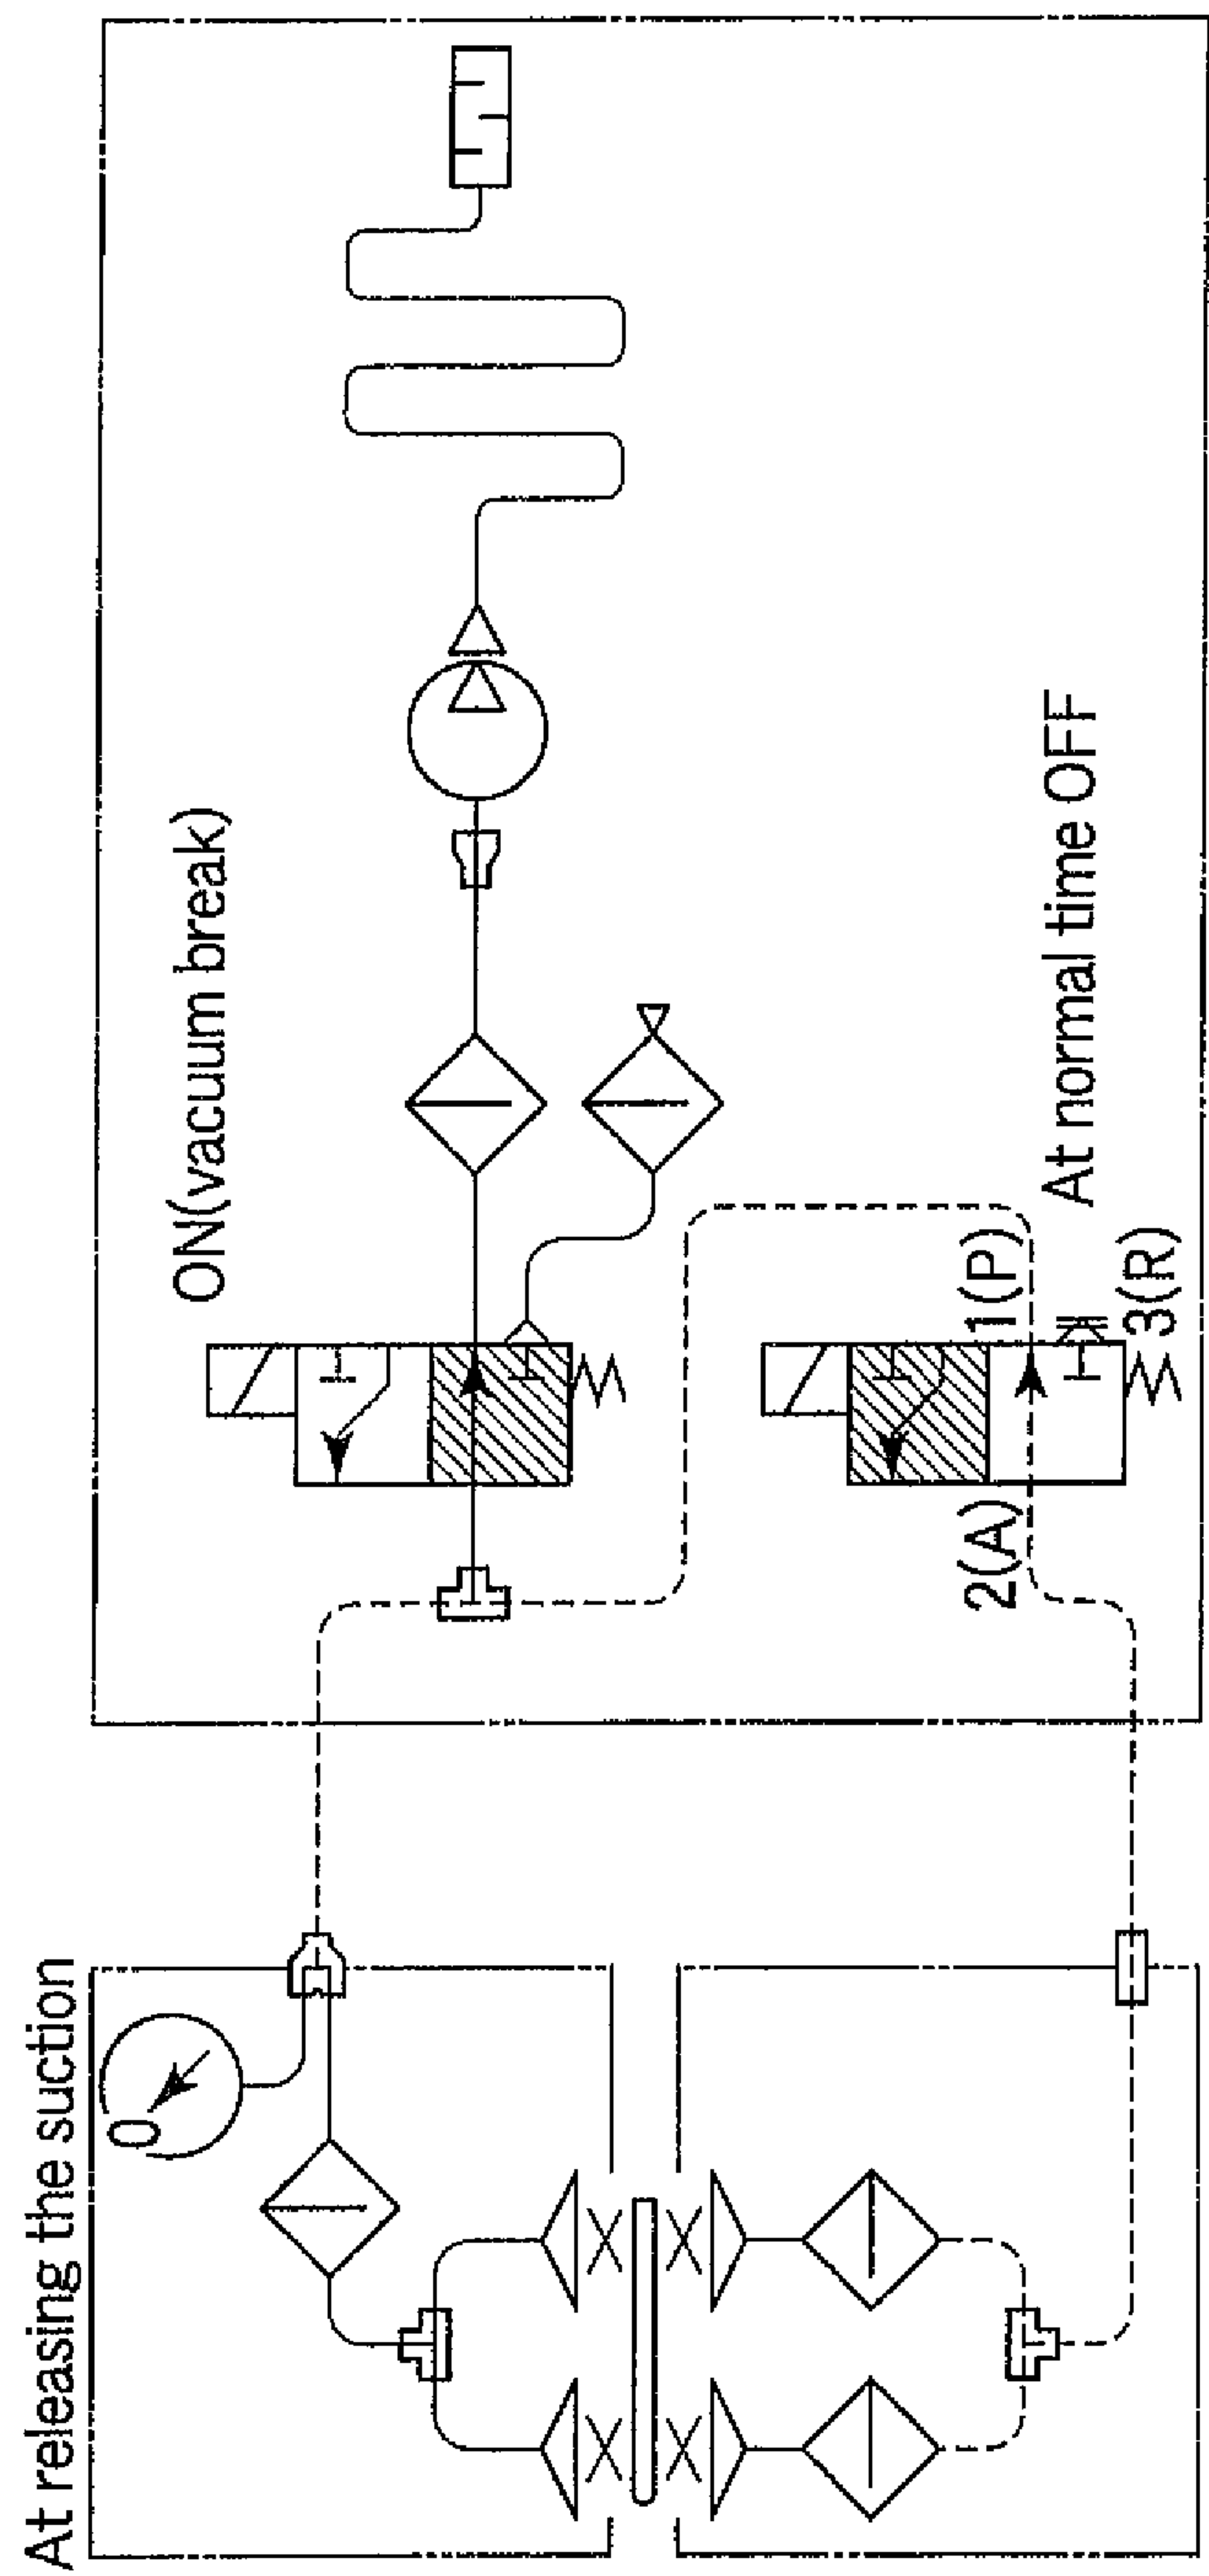 At releasing the suction
0
ON(vacuum break)
2(A)
1(P)
3(R)
At normal time OFF